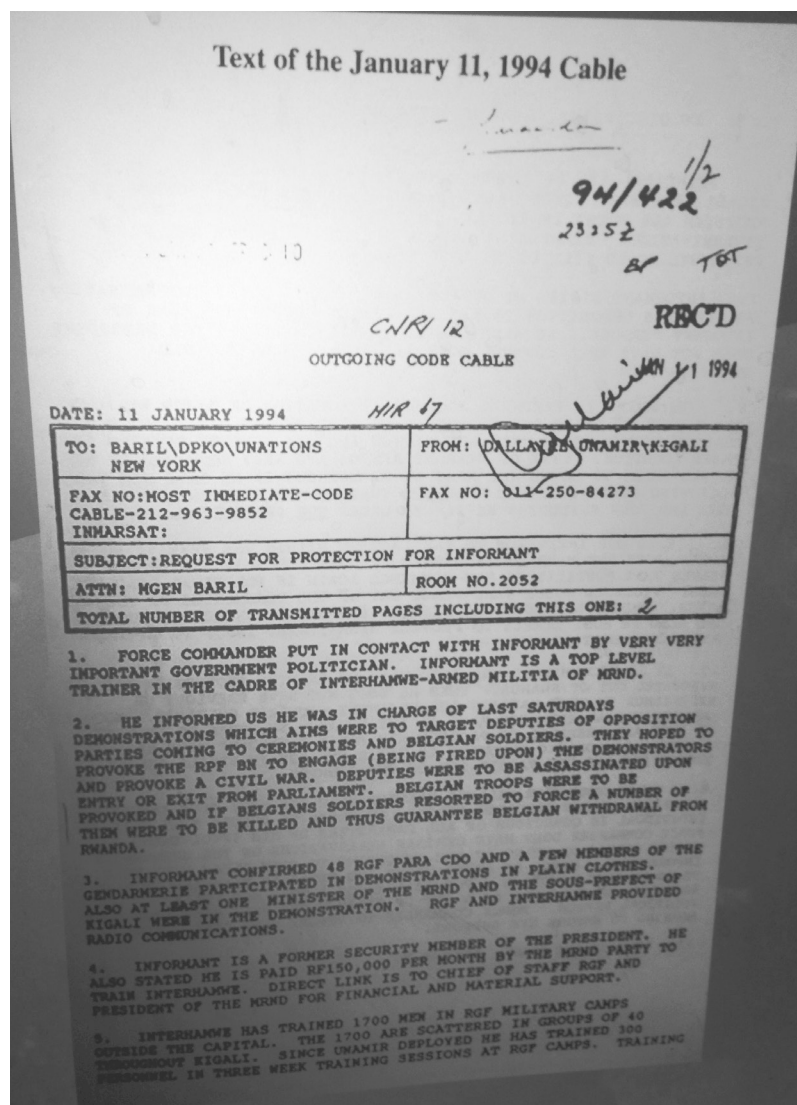 Text of the January 11, 1994 Cable
1/2
94/422
2325Z
TOT
CNR/ 12
REC'D
OUTGOING CODE CABLE
JAN 11 1994
DATE: 11 JANUARY 1994
MIR 67
TO: BARIL\DPKO\UNATIONS
NEW YORK
FROM: DALLAIRE\UNAMIR\KIGALI
FAX NO:MOST IMMEDIATE-CODE
CABLE-212-963-9852
INMARSAT:
FAX NO: 011-250-84273
SUBJECT:REQUEST FOR PROTECTION FOR INFORMANT
ATTN: MGEN BARIL
ROOM NO.2052
TOTAL NUMBER OF TRANSMITTED PAGES INCLUDING THIS ONE: 2
1. FORCE COMMANDER PUT IN CONTACT WITH INFORMANT BY VERY VERY
IMPORTANT GOVERNMENT POLITICIAN. INFORMANT IS A TOP LEVEL
TRAINER IN THE CADRE OF INTERHAMWE-ARMED MILITIA OF MRND.
2. HE INFORMED US HE WAS IN CHARGE OF LAST SATURDAYS
DEMONSTRATIONS WHICH AIMS WERE TO TARGET DEPUTIES OF OPPOSITION
PARTIES COMING TO CEREMONIES AND BELGIAN SOLDIERS. THEY HOPED TO
PROVOKE THE RPF BN TO ENGAGE (BEING FIRED UPON) THE DEMONSTRATORS
AND PROVOKE A CIVIL WAR. DEPUTIES WERE TO BE ASSASSINATED UPON
ENTRY OR EXIT FROM PARLIAMENT. BELGIAN TROOPS WERE TO BE
PROVOKED AND IF BELGIANS SOLDIERS RESORTED TO FORCE A NUMBER OF
THEM WERE TO BE KILLED AND THUS GUARANTEE BELGIAN WITHDRAWAL FROM
RWANDA.
3. INFORMANT CONFIRMED 48 RGF PARA CDO AND A FEW MEMBERS OF THE
GENDARMERIE PARTICIPATED IN DEMONSTRATIONS IN PLAIN CLOTHES.
ALSO AT LEAST ONE MINISTER OF THE MRND AND THE SOUS-PREFECT OF
KIGALI WERE IN THE DEMONSTRATION. RGF AND INTERHAMWE PROVIDED
RADIO COMMUNICATIONS.
4. INFORMANT IS A FORMER SECURITY MEMBER OF THE PRESIDENT. HE
ALSO STATED HE IS PAID RF150,000 PER MONTH BY THE MRND PARTY TO
TRAIN INTERHAMWE. DIRECT LINK IS TO CHIEF OF STAFF RGF AND
PRESIDENT OF THE MRND FOR FINANCIAL AND MATERIAL SUPPORT.
5. INTERHAMWE HAS TRAINED 1700 MEN IN RGF MILITARY CAMPS
OUTSIDE THE CAPITAL. THE 1700 ARE SCATTERED IN GROUPS OF 40
THROUGHOUT KIGALI. SINCE UNAMIR DEPLOYED HE HAS TRAINED 300
PERSONNEL IN THREE WEEK TRAINING SESSIONS AT RGF CAMPS. TRAINING